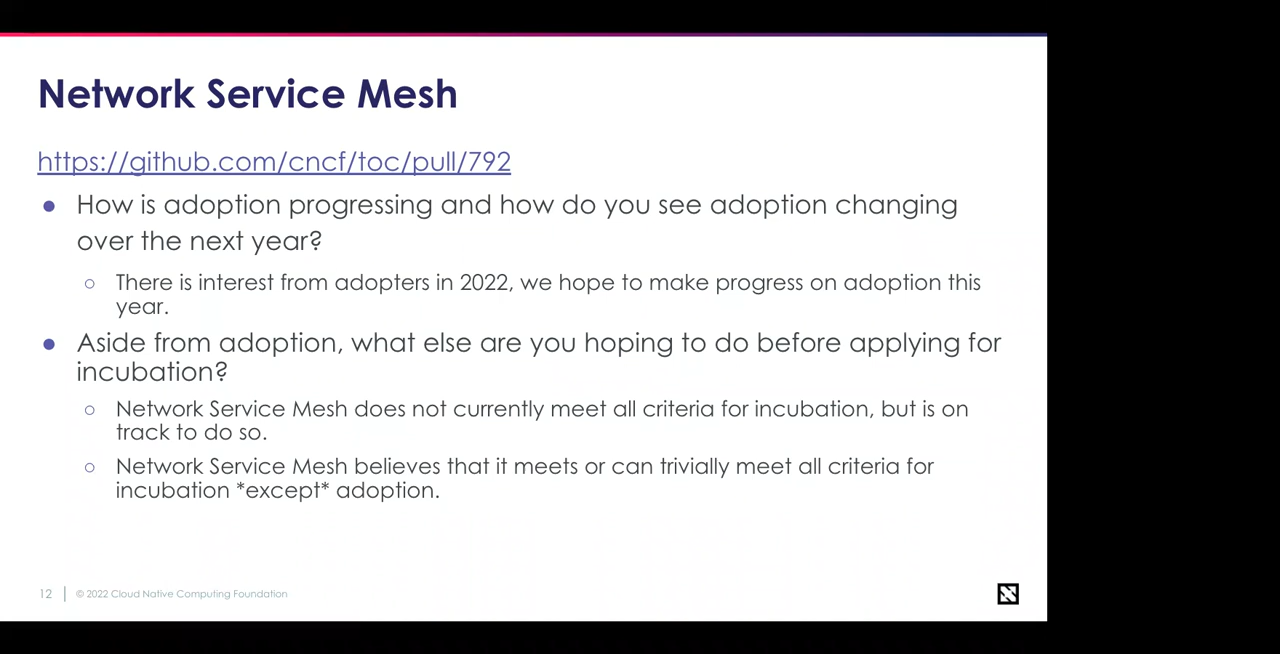 Network Service Mesh
https://github.com/cncf/toc/pull/792
● How is adoption progressing and how do you see adoption changing
over the next year?
○ There is interest from adopters in 2022, we hope to make progress on adoption this
year.
● Aside from adoption, what else are you hoping to do before applying for
incubation?
○ Network Service Mesh does not currently meet all criteria for incubation, but is on
track to do so.
○ Network Service Mesh believes that it meets or can trivially meet all criteria for
incubation *except* adoption.
12 | © 2022 Cloud Native Computing Foundation